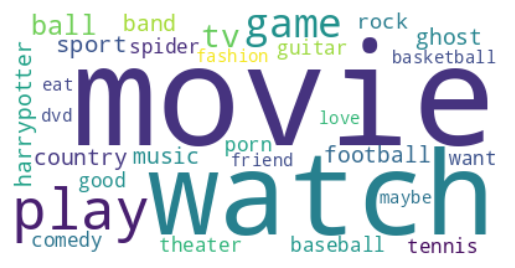 ball band game rock
tv ghost
sport spider guitar
fashion basketball
harrypotter
eat movie
dvd love
porn
country music friend football want
good watch
play maybe
comedy theater baseball tennis